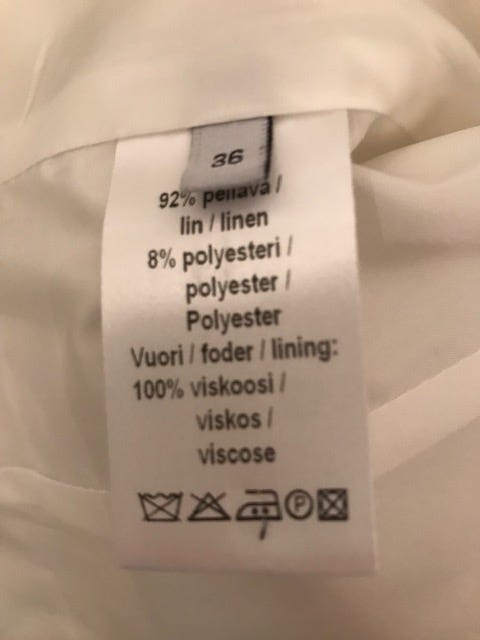 36
92% pellava /
lin / linen
8% polyesteri /
polyester /
Polyester
Vuori / foder / lining:
100% viskoosi /
viskos /
viscose
P